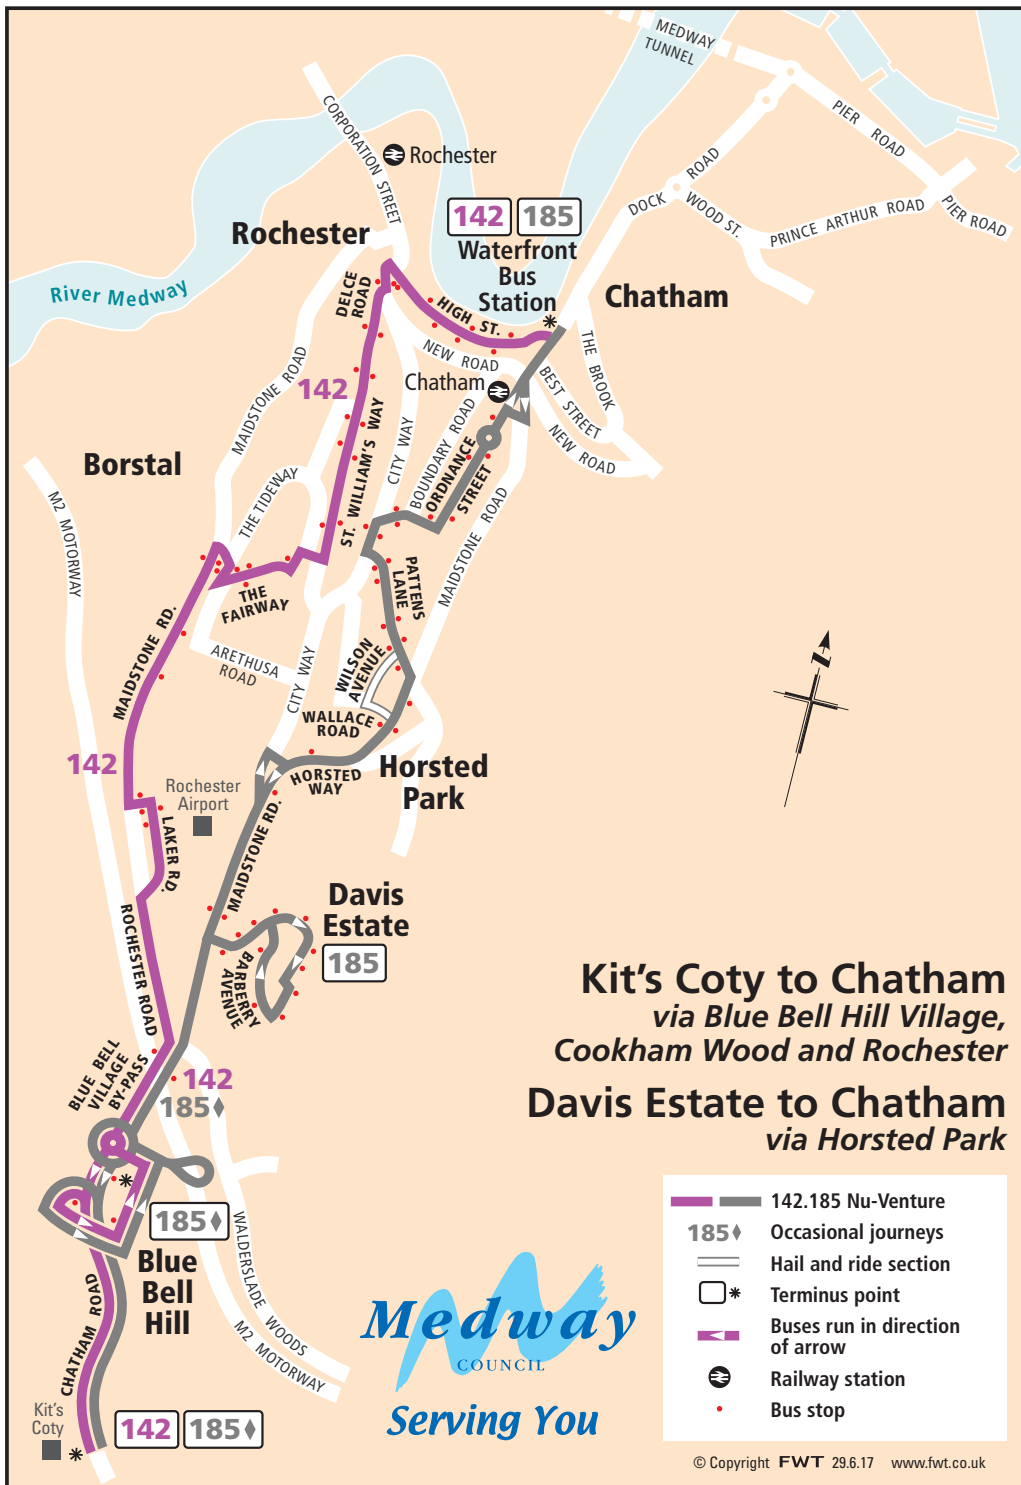 MEDWAY
TUNNEL
PIER ROAD
CORPORATION STREET
Rochester
DOCK ROAD
WOOD ST.
PRINCE ARTHUR ROAD
PIER ROAD
142 185
Rochester
Waterfront
Bus
Station
Chatham
River Medway
DELCE
ROAD
HIGH ST.
THE BROOK
NEW ROAD
MAIDSTONE ROAD
142
Chatham
BEST STREET
NEW ROAD
Borstal
CITY WAY
BOUNDARY ROAD
ORDNANCE
STREET
ST. WILLIAM'S WAY
THE TIDEWAY
M2 MOTORWAY
MAIDSTONE ROAD
PATTENS
LANE
THE
FAIRWAY
MAIDSTONE RD.
ARETHUSA
ROAD
CITY WAY
WILSON
AVENUE
N
WALLACE
ROAD
142
HORSTED
WAY
Horsted
Park
Rochester
Airport
LAKER RD.
MAIDSTONE RD.
Davis
Estate
185
ROCHESTER ROAD
BARBERRY
AVENUE
Kit's Coty to Chatham
via Blue Bell Hill Village,
Cookham Wood and Rochester
BLUE BELL
VILLAGE
BY-PASS
142
185♦
Davis Estate to Chatham
via Horsted Park
185♦
Blue
Bell
Hill
WALDERSLADE WOODS
M2 MOTORWAY
CHATHAM ROAD
Kit's
Coty
142 185♦
Medway
COUNCIL
Serving You
142.185 Nu-Venture
185♦ Occasional journeys
Hail and ride section
Terminus point
Buses run in direction
of arrow
Railway station
Bus stop
© Copyright FWT 29.6.17 www.fwt.co.uk